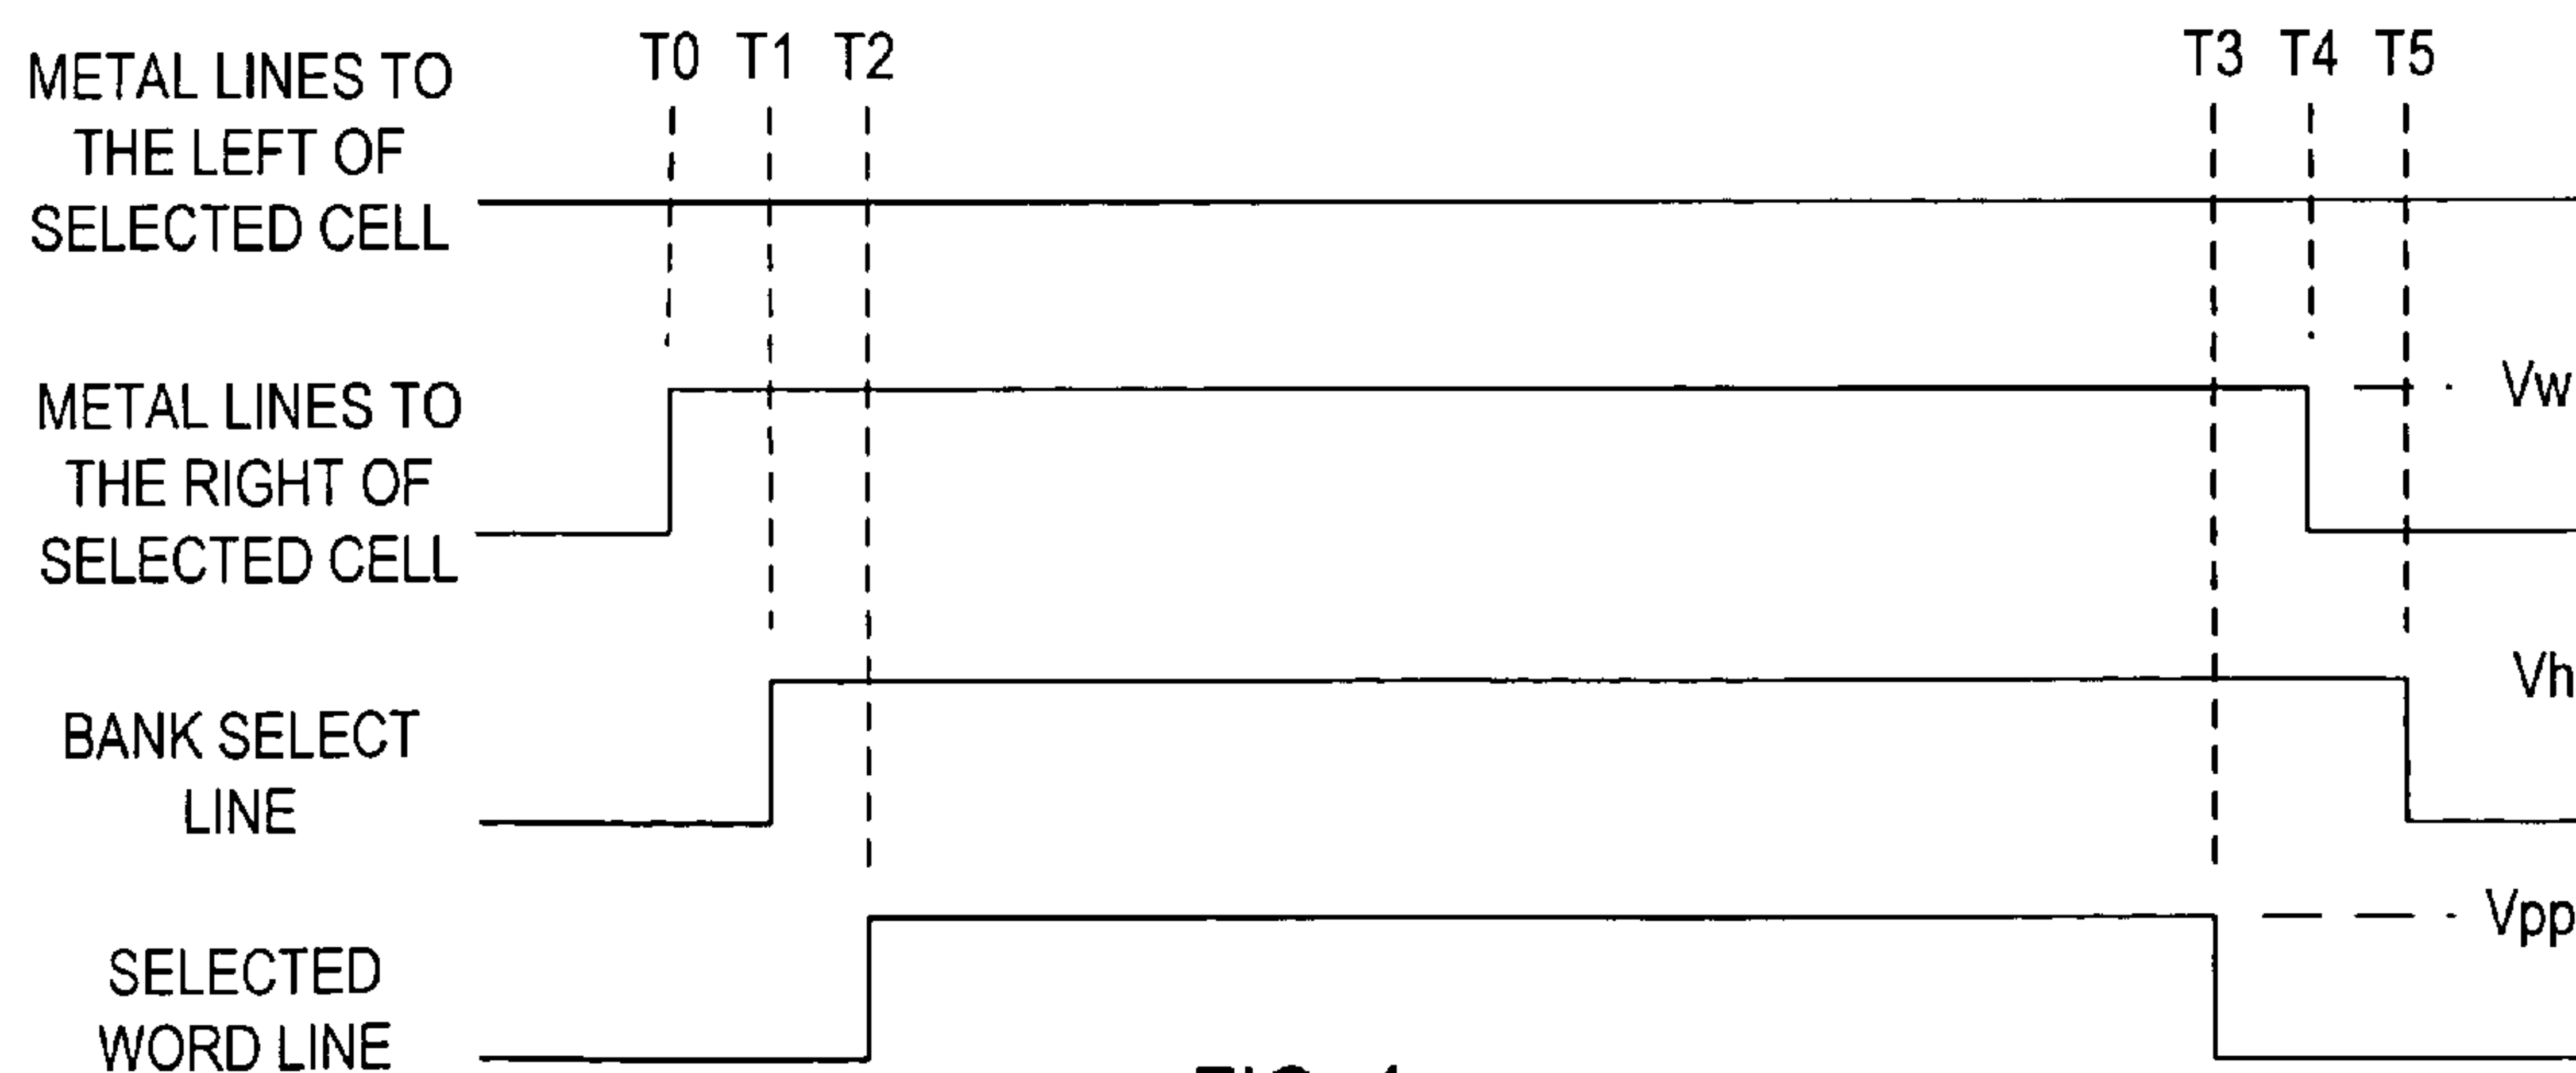 T0 T1 T2 T3 T4 T5
METAL LINES TO
THE LEFT OF
SELECTED CELL
METAL LINES TO
THE RIGHT OF
SELECTED CELL
Vw
BANK SELECT
LINE
Vh
SELECTED
WORD LINE
Vpp